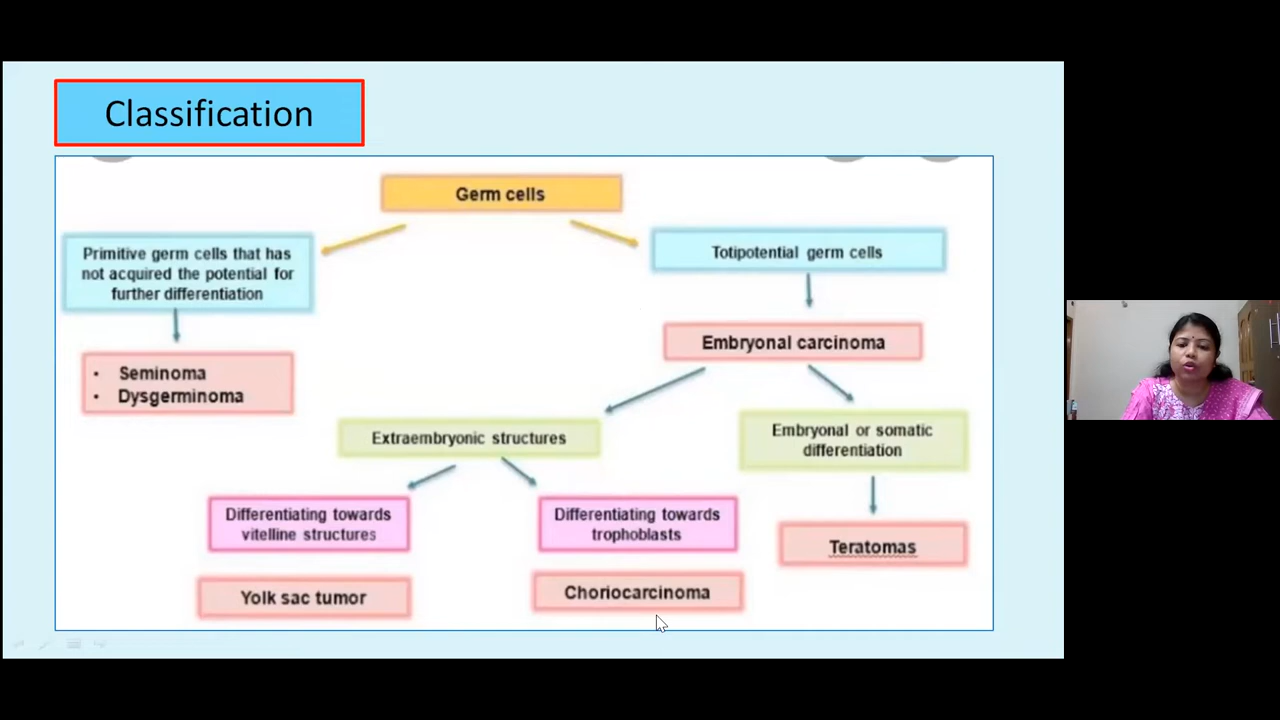 Classification
Germ cells
Primitive germ cells that has
not acquired the potential for
further differentiation
Totipotential germ cells
• Seminoma
• Dysgerminoma
Embryonal carcinoma
Extraembryonic structures
Embryonal or somatic
differentiation
Differentiating towards
vitelline structures
Differentiating towards
trophoblasts
Teratomas
Yolk sac tumor
Choriocarcinoma